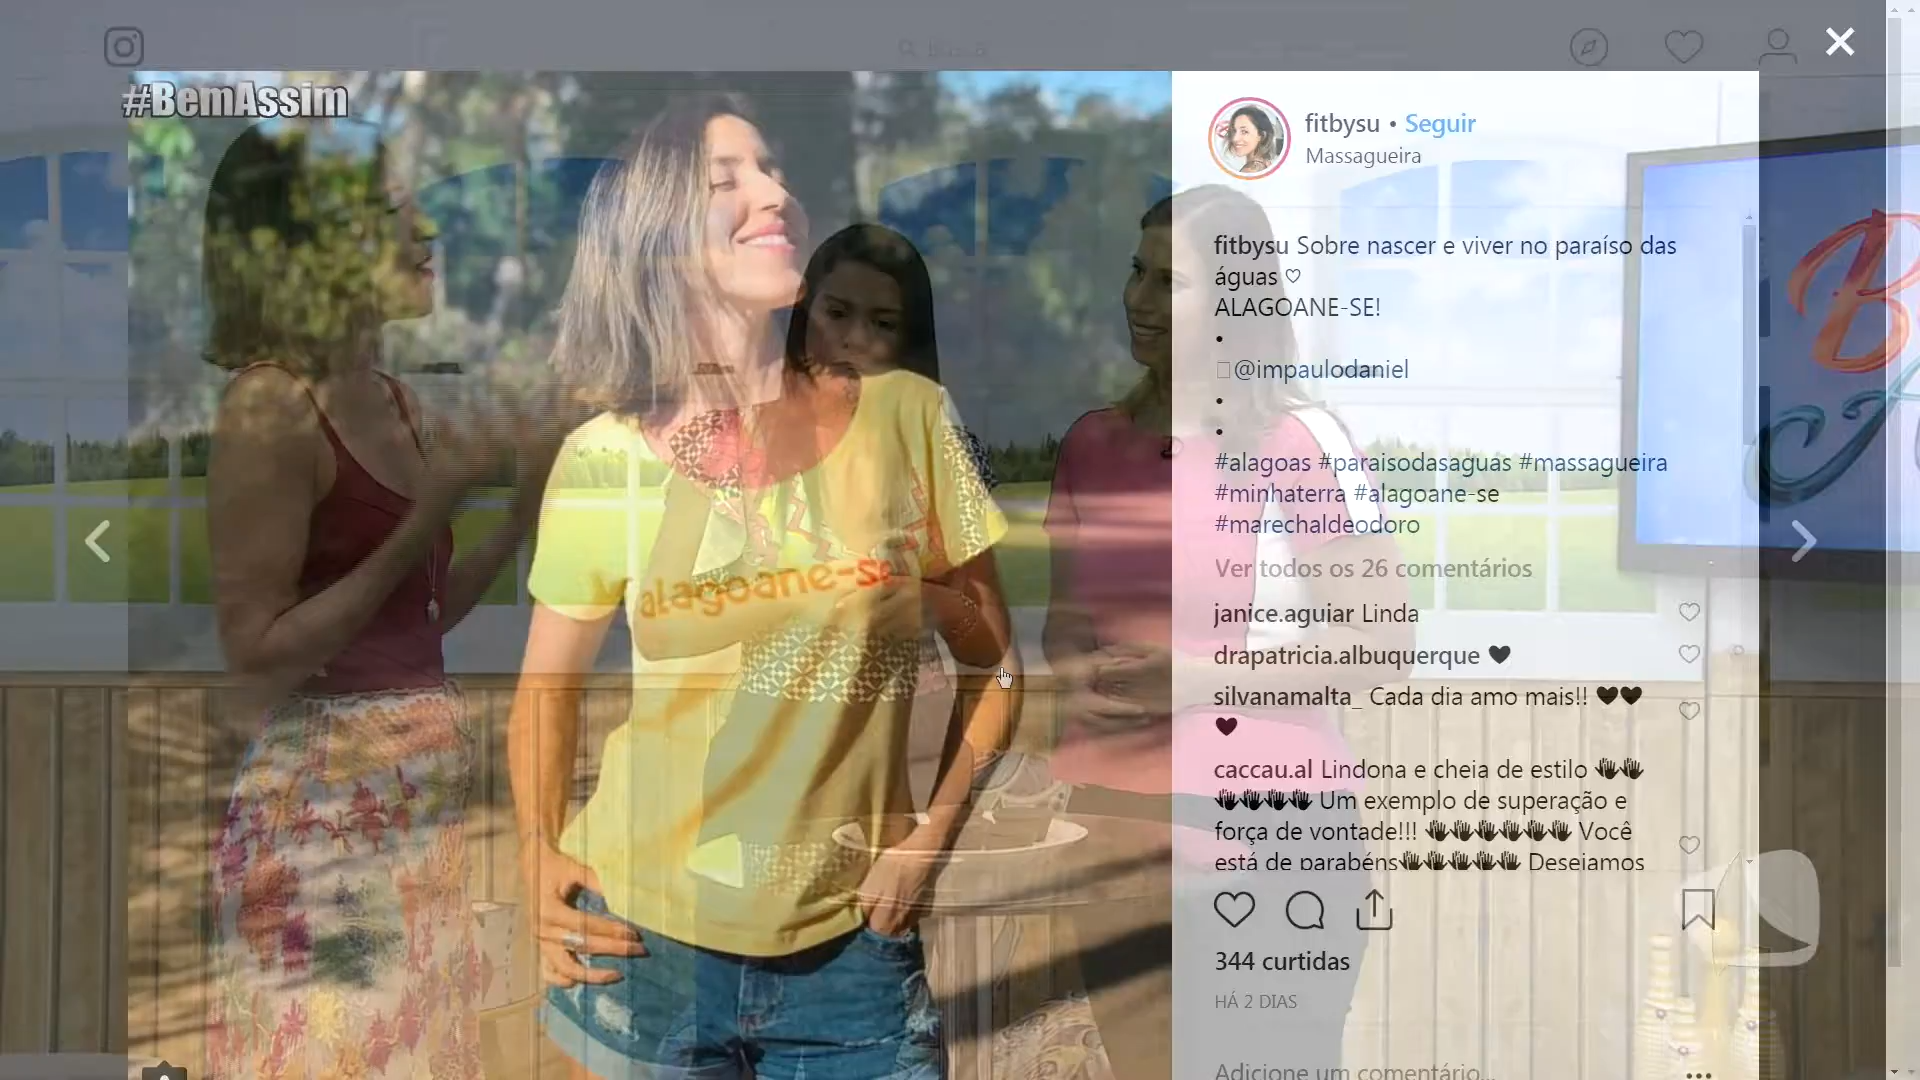 #BemAssim
fitbysu • Seguir
Massagueira
fitbysu Sobre nascer e viver no paraíso das
águas ♡
ALAGOANE-SE!
•
@impaulodaniel
•
•
#alagoas #paraisodasaguas #massagueira
#minhaterra #alagoane-se
#marechaldeodoro
Ver todos os 26 comentários
janice.aguiar Linda
drapatricia.albuquerque ♥
silvanamalta_ Cada dia amo mais!! ♥♥
♥
caccau.al Lindona e cheia de estilo 👏👏
👏👏👏👏 Um exemplo de superação e
força de vontade!!! 👏👏👏👏👏👏 Você
está de parabéns👏👏👏👏👏 Desejamos
344 curtidas
HÁ 2 DIAS
Adicione um comentário...
alagoane-se